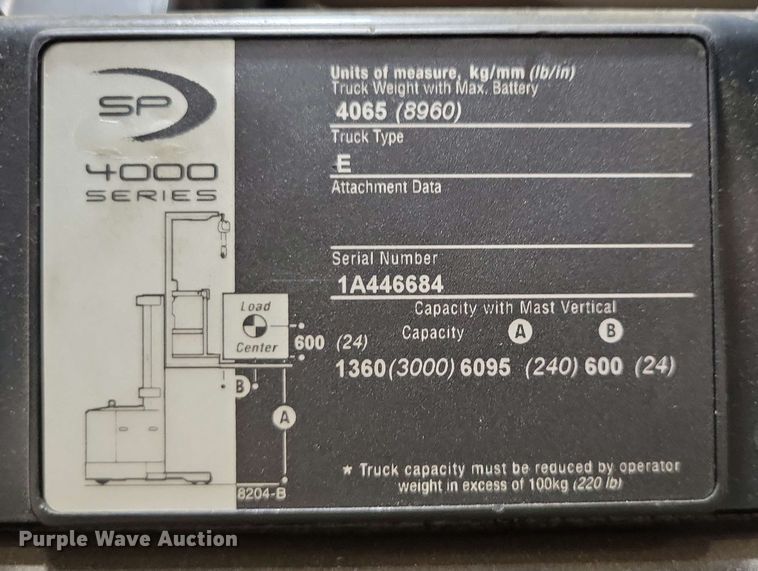 SP
4000
SERIES
Units of measure, kg/mm (lb/in)
Truck Weight with Max. Battery
4065 (8960)
Truck Type
E
Attachment Data
Serial Number
1A446684
Capacity with Mast Vertical
Capacity A B
1360 (3000) 6095 (240) 600 (24)
Load
Center
600 (24)
B
A
8204-B
* Truck capacity must be reduced by operator
weight in excess of 100kg (220 lb)
Purple Wave Auction